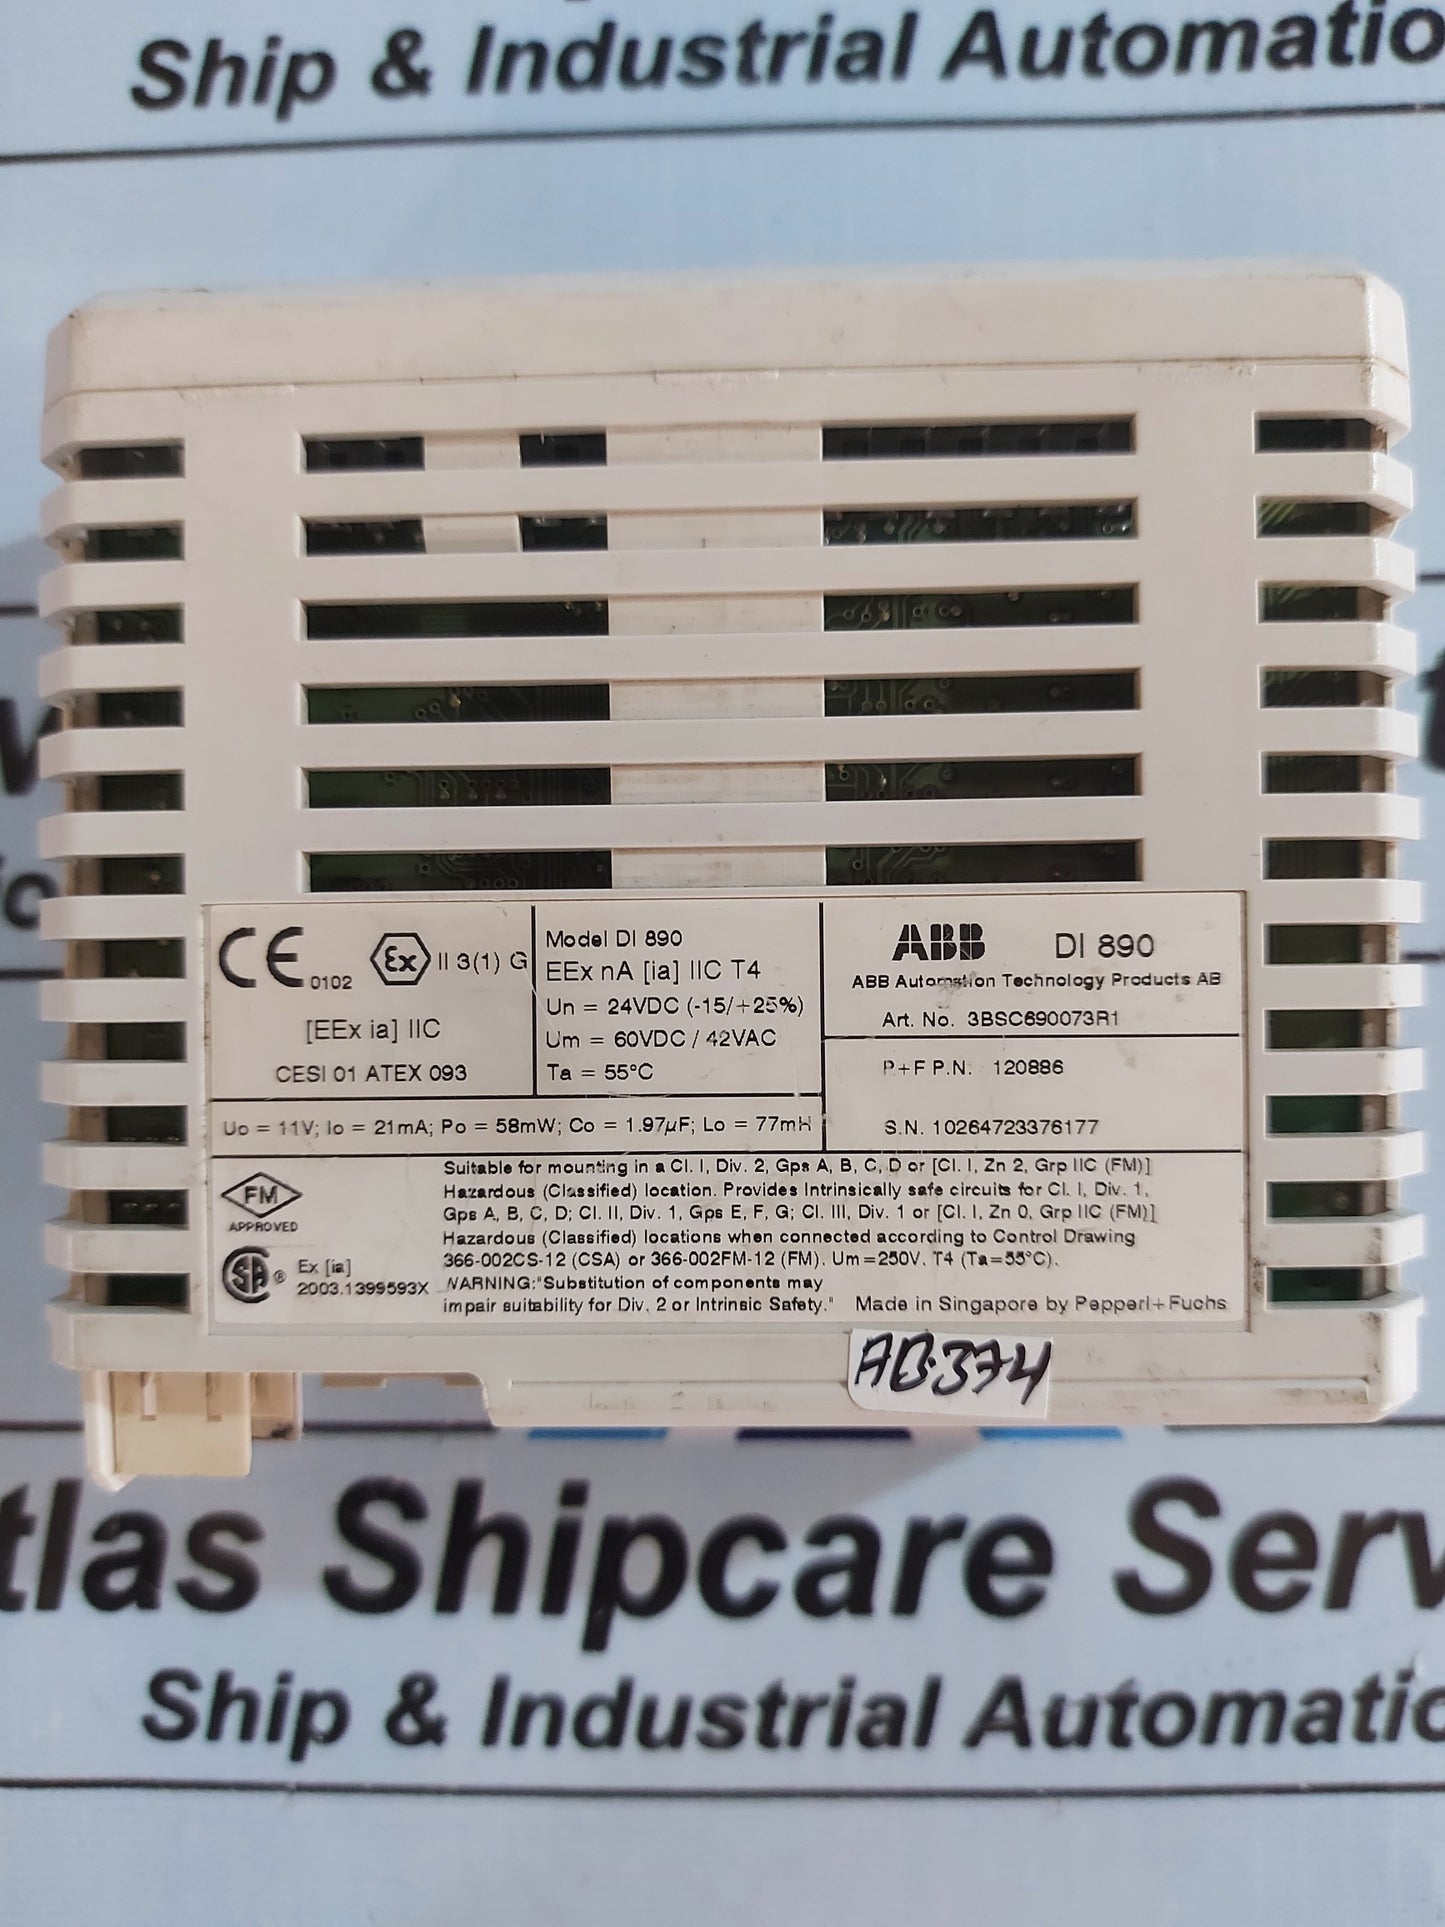 Ship & Industrial Automatio
CE 0102 Ex II 3(1) G
[EEx ia] IIC
CESI 01 ATEX 093
Model DI 890
EEx nA [ia] IIC T4
Un = 24VDC (-15/+25%)
Um = 60VDC / 42VAC
Ta = 55°C
ABB DI 890
ABB Automation Technology Products AB
Art. No. 3BSC690073R1
P+F P.N. 120886
S.N. 10264723376177
Uo = 11V; Io = 21mA; Po = 58mW; Co = 1.97µF; Lo = 77mH
FM
APPROVED
SA ® Ex [ia]
2003.1399593X
Suitable for mounting in a Cl. I, Div. 2, Gps A, B, C, D or [Cl. I, Zn 2, Grp IIC (FM)]
Hazardous (Classified) location. Provides Intrinsically safe circuits for Cl. I, Div. 1,
Gps A, B, C, D; Cl. II, Div. 1, Gps E, F, G; Cl. III, Div. 1 or [Cl. I, Zn 0, Grp IIC (FM)]
Hazardous (Classified) locations when connected according to Control Drawing
366-002CS-12 (CSA) or 366-002FM-12 (FM). Um=250V. T4 (Ta=55°C).
WARNING:"Substitution of components may
impair suitability for Div. 2 or Intrinsic Safety." Made in Singapore by Pepperl+Fuchs
AB-374
tlas Shipcare Serv
Ship & Industrial Automatic